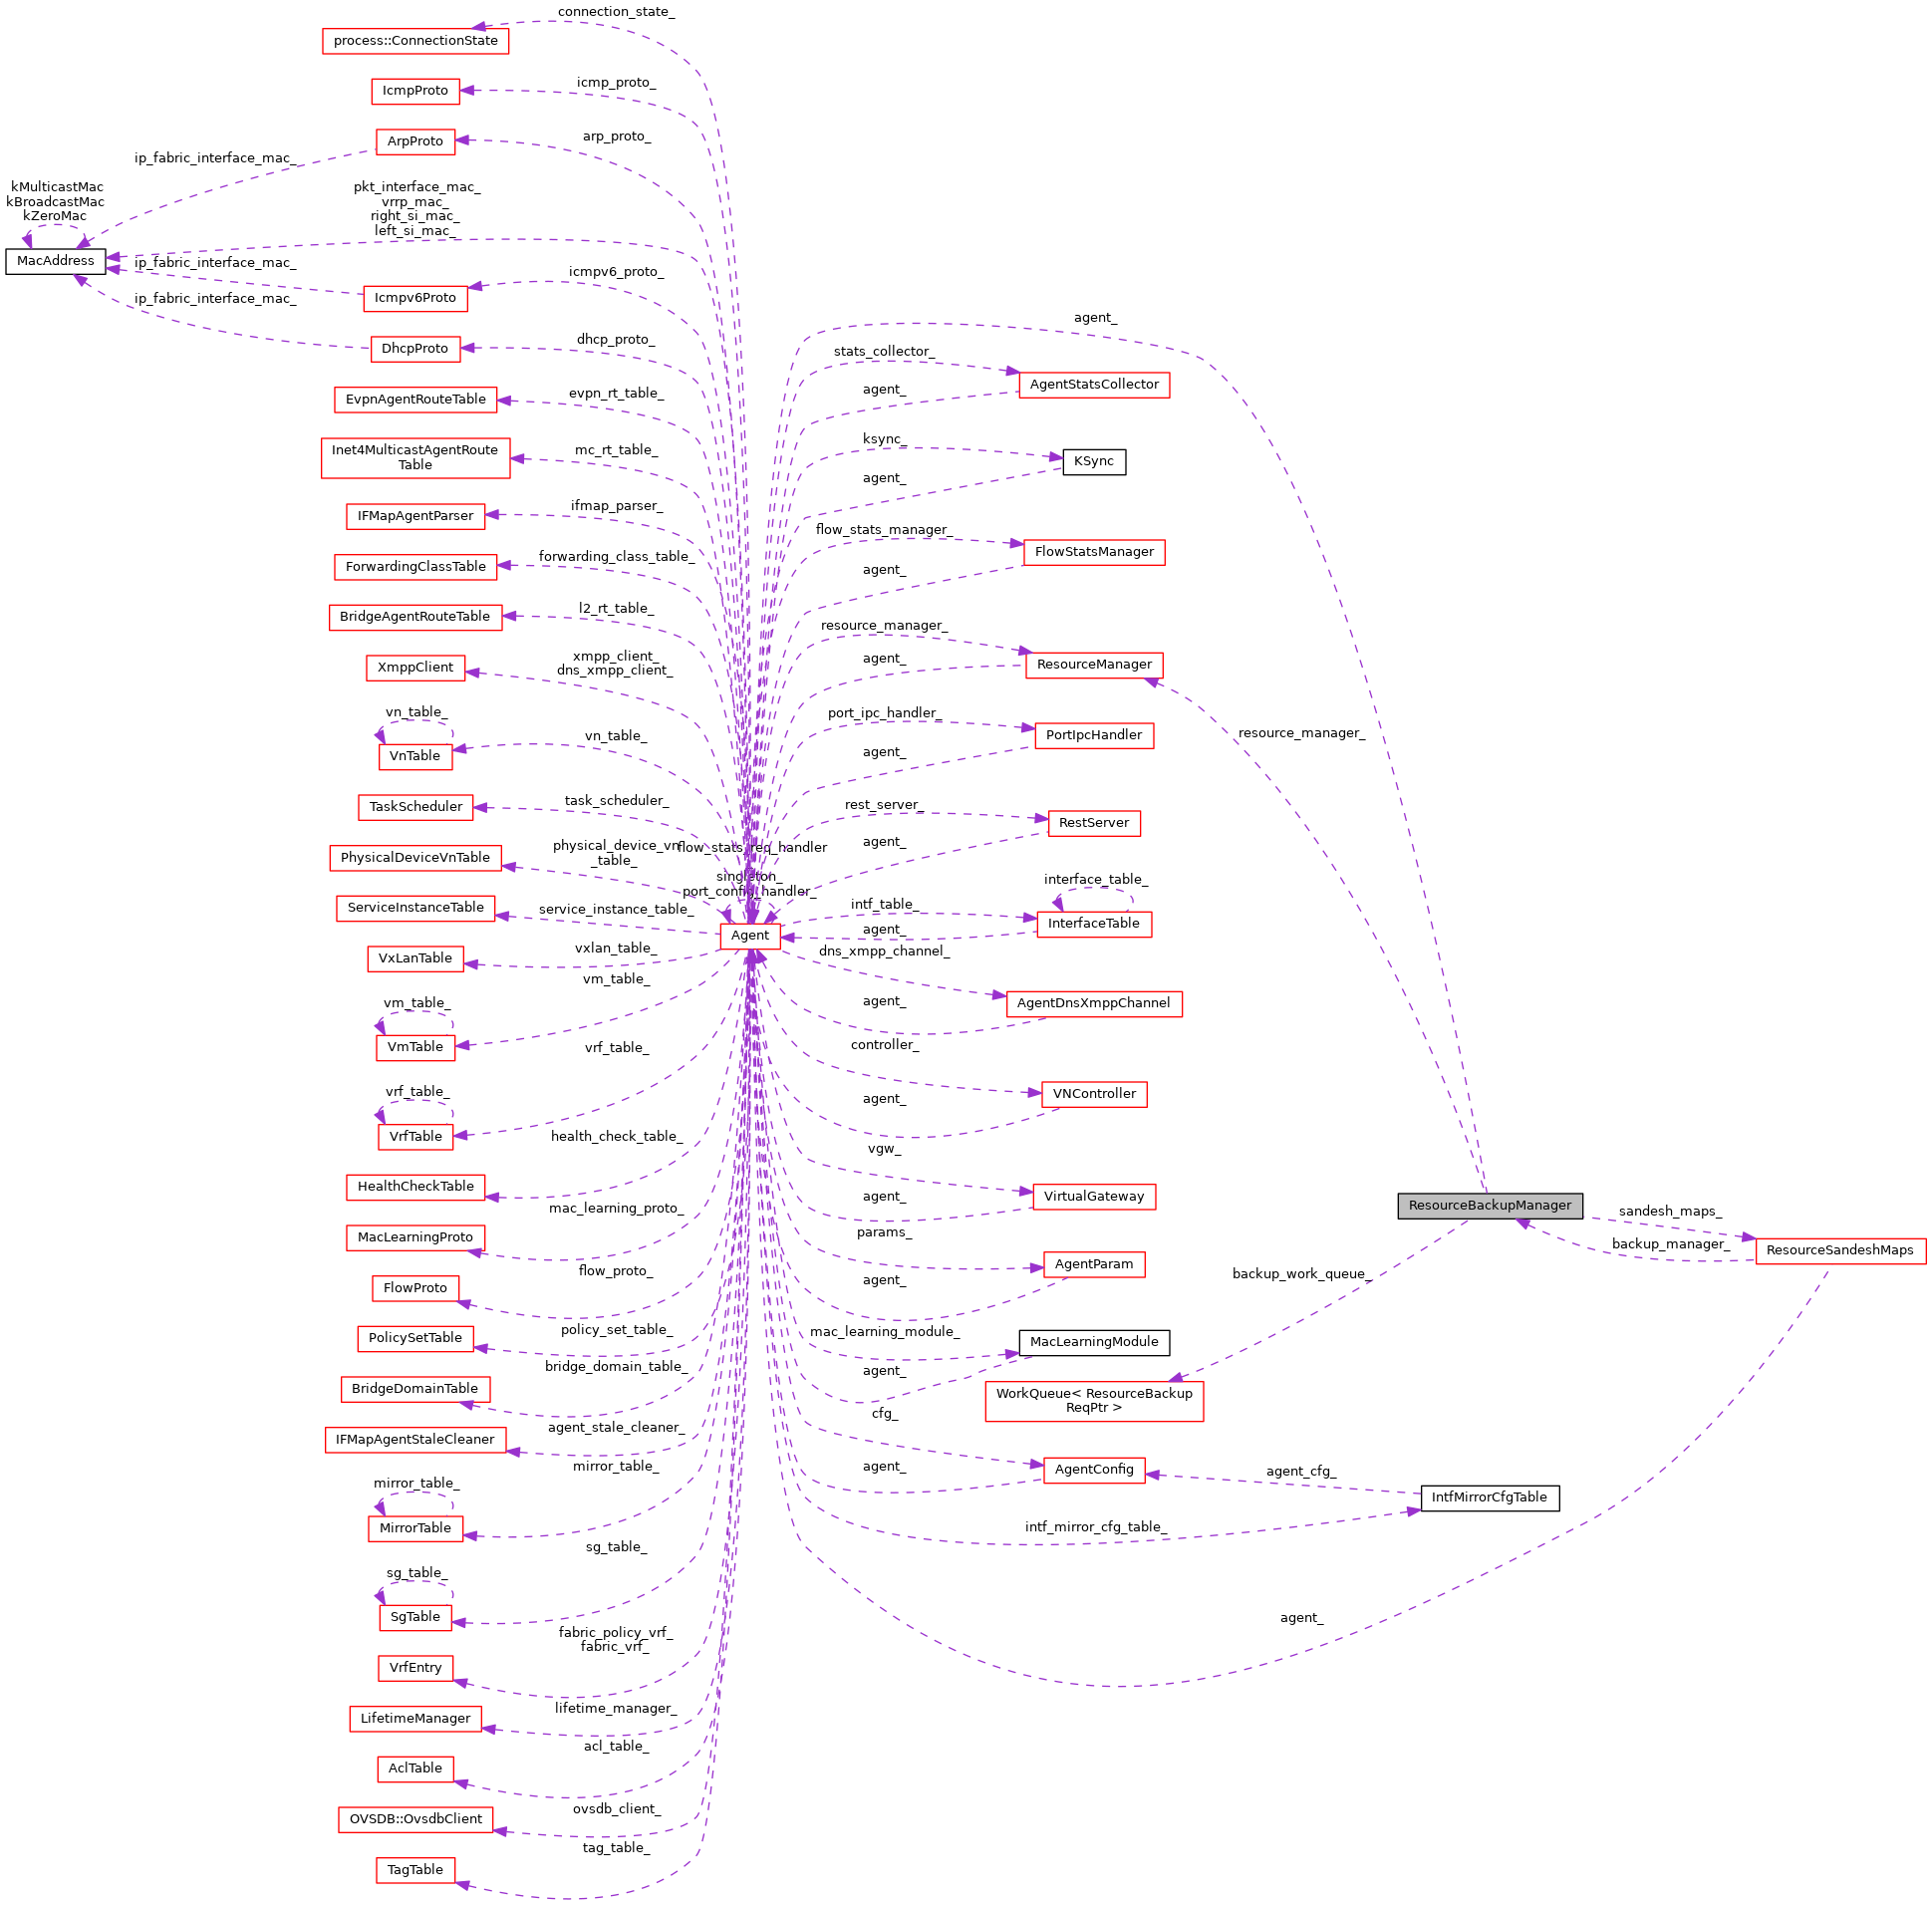 connection_state_
process::ConnectionState
icmp_proto_
IcmpProto
arp_proto_
ArpProto
ip_fabric_interface_mac_
kMulticastMac
kBroadcastMac
kZeroMac
pkt_interface_mac_
vrrp_mac_
right_si_mac_
left_si_mac_
MacAddress
ip_fabric_interface_mac_
icmpv6_proto_
Icmpv6Proto
ip_fabric_interface_mac_
dhcp_proto_
DhcpProto
evpn_rt_table_
EvpnAgentRouteTable
mc_rt_table_
Inet4MulticastAgentRoute
Table
ifmap_parser_
IFMapAgentParser
forwarding_class_table_
ForwardingClassTable
l2_rt_table_
BridgeAgentRouteTable
xmpp_client_
dns_xmpp_client_
XmppClient
vn_table_
vn_table_
VnTable
task_scheduler_
TaskScheduler
physical_device_vn
_table_
PhysicalDeviceVnTable
flow_stats_req_handler
singleton_
port_config_handler_
service_instance_table_
ServiceInstanceTable
Agent
vxlan_table_
VxLanTable
vm_table_
vm_table_
VmTable
vrf_table_
vrf_table_
VrfTable
health_check_table_
HealthCheckTable
mac_learning_proto_
MacLearningProto
flow_proto_
FlowProto
policy_set_table_
PolicySetTable
bridge_domain_table_
BridgeDomainTable
agent_stale_cleaner_
IFMapAgentStaleCleaner
mirror_table_
mirror_table_
MirrorTable
sg_table_
sg_table_
SgTable
fabric_policy_vrf_
fabric_vrf_
VrfEntry
lifetime_manager_
LifetimeManager
acl_table_
AclTable
ovsdb_client_
OVSDB::OvsdbClient
tag_table_
TagTable
agent_
stats_collector_
AgentStatsCollector
agent_
ksync_
KSync
agent_
flow_stats_manager_
FlowStatsManager
agent_
resource_manager_
ResourceManager
agent_
port_ipc_handler_
PortIpcHandler
agent_
resource_manager_
rest_server_
RestServer
agent_
interface_table_
intf_table_
InterfaceTable
agent_
dns_xmpp_channel_
AgentDnsXmppChannel
agent_
controller_
VNController
agent_
vgw_
VirtualGateway
agent_
params_
AgentParam
agent_
mac_learning_module_
MacLearningModule
agent_
WorkQueue< ResourceBackup
ReqPtr >
cfg_
AgentConfig
agent_
agent_cfg_
IntfMirrorCfgTable
intf_mirror_cfg_table_
agent_
ResourceBackupManager
sandesh_maps_
backup_manager_
ResourceSandeshMaps
backup_work_queue_